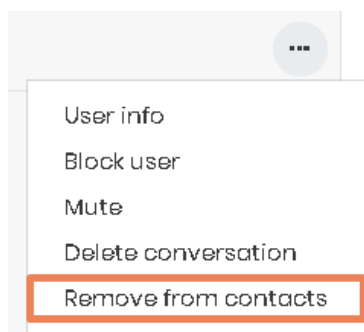 User info
Block user
Mute
Delete conversation
Remove from contacts